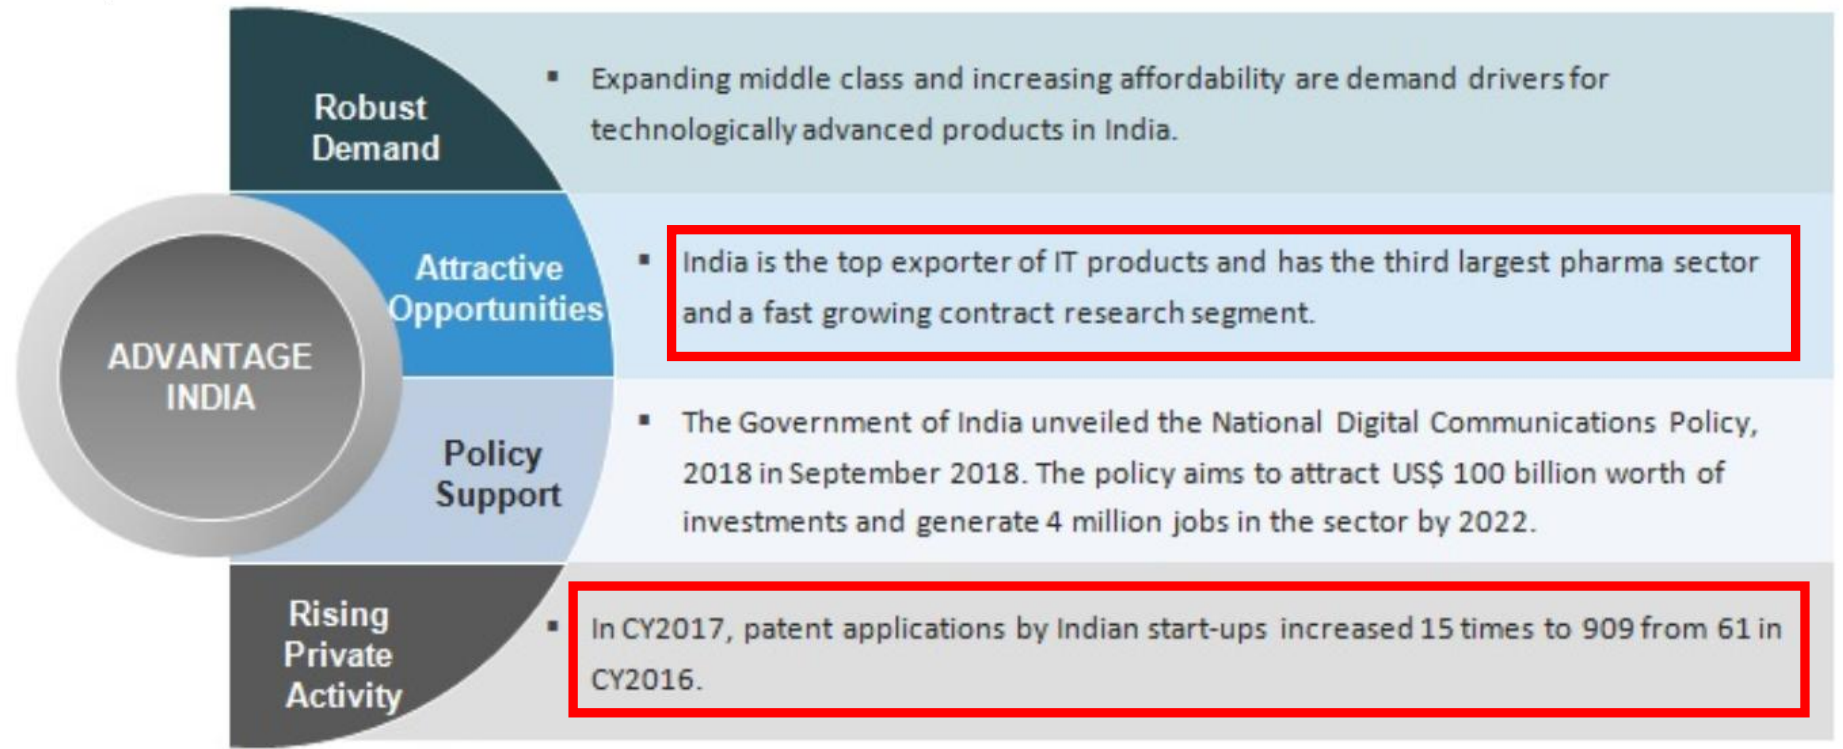 Robust
Demand
▪ Expanding middle class and increasing affordability are demand drivers for
technologically advanced products in India.
ADVANTAGE
INDIA
Attractive
Opportunities
▪ India is the top exporter of IT products and has the third largest pharma sector
and a fast growing contract research segment.
Policy
Support
▪ The Government of India unveiled the National Digital Communications Policy,
2018 in September 2018. The policy aims to attract US$ 100 billion worth of
investments and generate 4 million jobs in the sector by 2022.
Rising
Private
Activity
▪ In CY2017, patent applications by Indian start-ups increased 15 times to 909 from 61 in
CY2016.